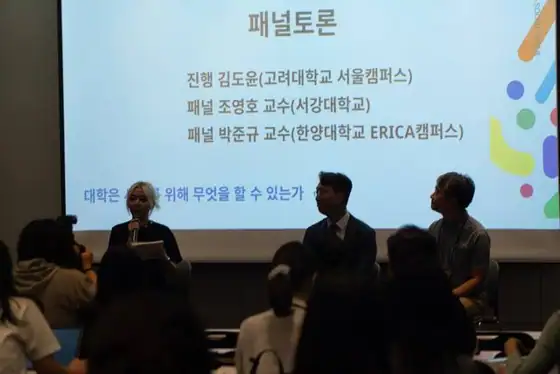 패널토론
진행 김도윤(고려대학교 서울캠퍼스)
패널 조영호 교수(서강대학교)
패널 박준규 교수(한양대학교 ERICA캠퍼스)
대학은 위해 무엇을 할 수 있는가